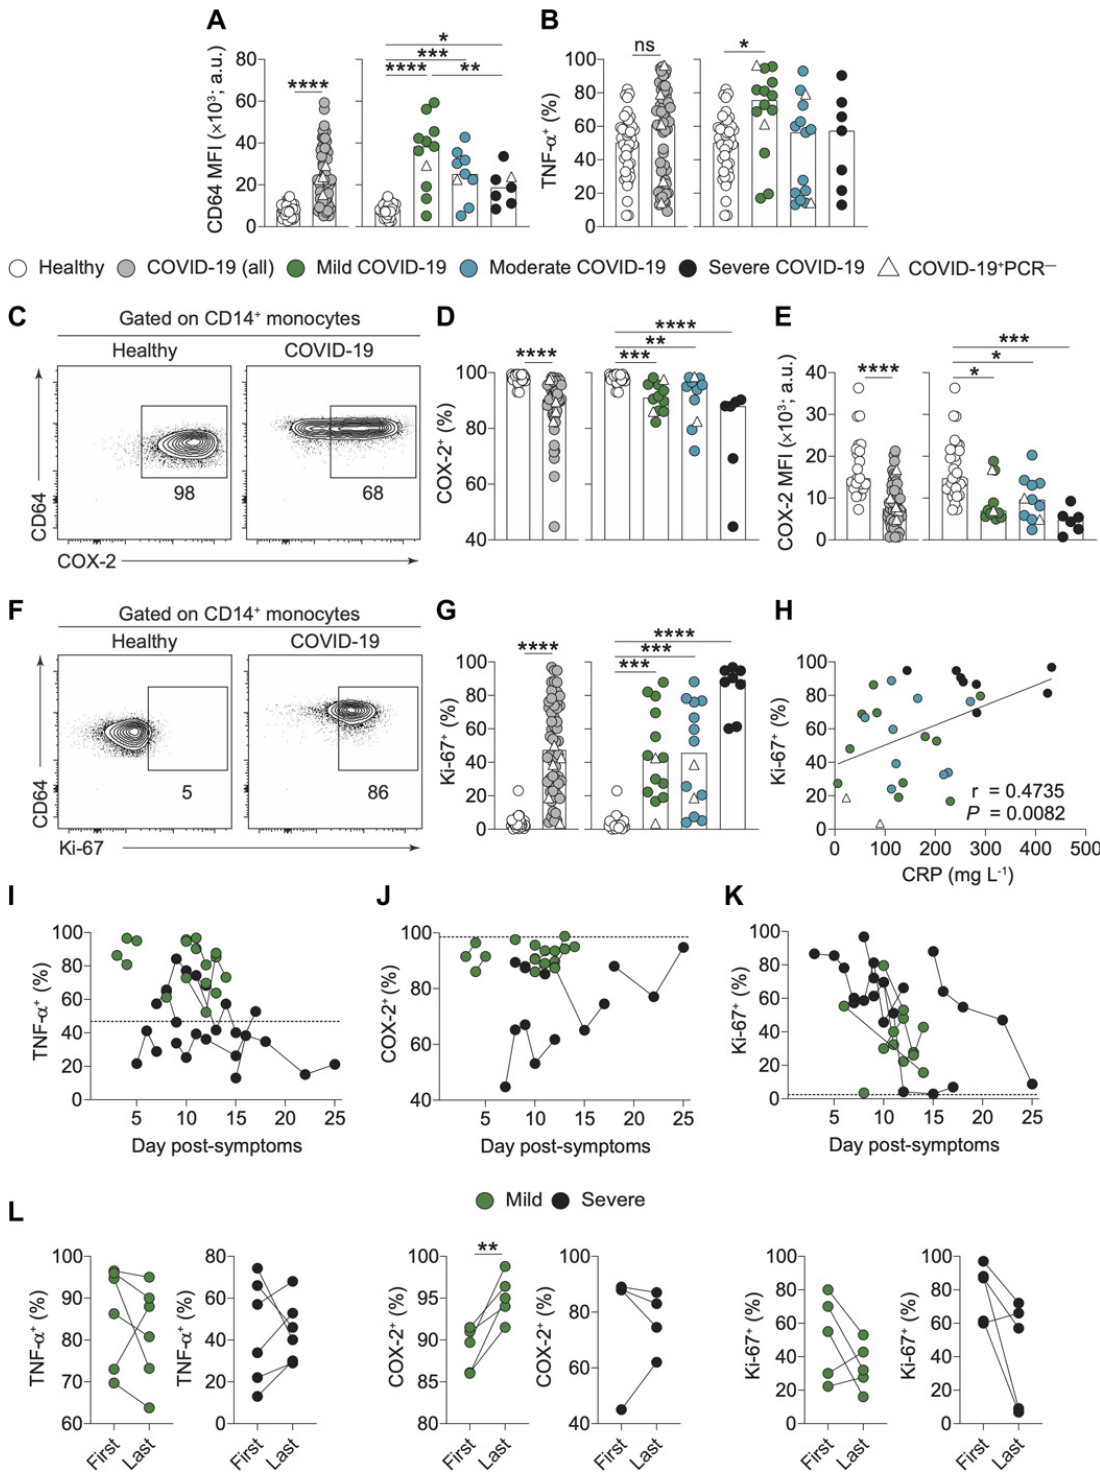 A
CD64 MFI (×10³; a.u.)
80
60
40
20
0
****
****
***
*
**
B
TNF-α⁺ (%)
100
80
60
40
20
0
ns
*
Healthy COVID-19 (all) Mild COVID-19 Moderate COVID-19 Severe COVID-19 COVID-19⁺PCR⁻
C
Gated on CD14⁺ monocytes
Healthy COVID-19
98 68
CD64
COX-2
D
COX-2⁺ (%)
100
80
60
40
****
***
**
****
E
COX-2 MFI (×10³; a.u.)
40
30
20
10
0
****
*
*
***
F
Gated on CD14⁺ monocytes
Healthy COVID-19
5 86
CD64
Ki-67
G
Ki-67⁺ (%)
100
80
60
40
20
0
****
***
***
****
H
Ki-67⁺ (%)
100
80
60
40
20
0
r = 0.4735
P = 0.0082
0 100 200 300 400 500
CRP (mg L⁻¹)
I
TNF-α⁺ (%)
100
80
60
40
20
0
5 10 15 20 25
Day post-symptoms
J
COX-2⁺ (%)
100
80
60
40
5 10 15 20 25
Day post-symptoms
K
Ki-67⁺ (%)
100
80
60
40
20
0
5 10 15 20 25
Day post-symptoms
Mild Severe
L
TNF-α⁺ (%)
100
90
80
70
60
First Last
TNF-α⁺ (%)
80
60
40
20
0
First Last
COX-2⁺ (%)
100
95
90
85
80
**
First Last
COX-2⁺ (%)
100
80
60
40
First Last
Ki-67⁺ (%)
100
80
60
40
20
0
First Last
Ki-67⁺ (%)
100
80
60
40
20
0
First Last